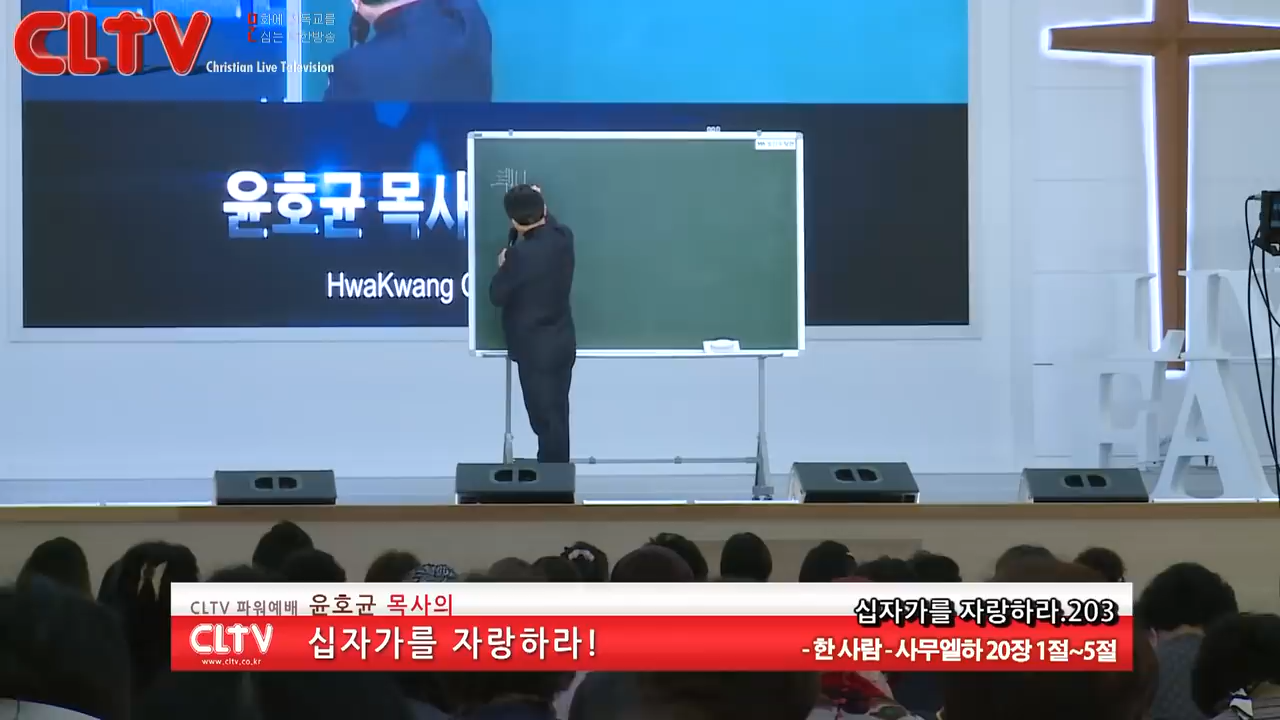 CLTV
Christian Live Television
윤호균 목사
HwaKwang
CLTV 파워예배 윤호균 목사의
CLTV 십자가를 자랑하라!
www.cltv.co.kr
십자가를 자랑하라.203
- 한 사람 - 사무엘하 20장 1절~5절